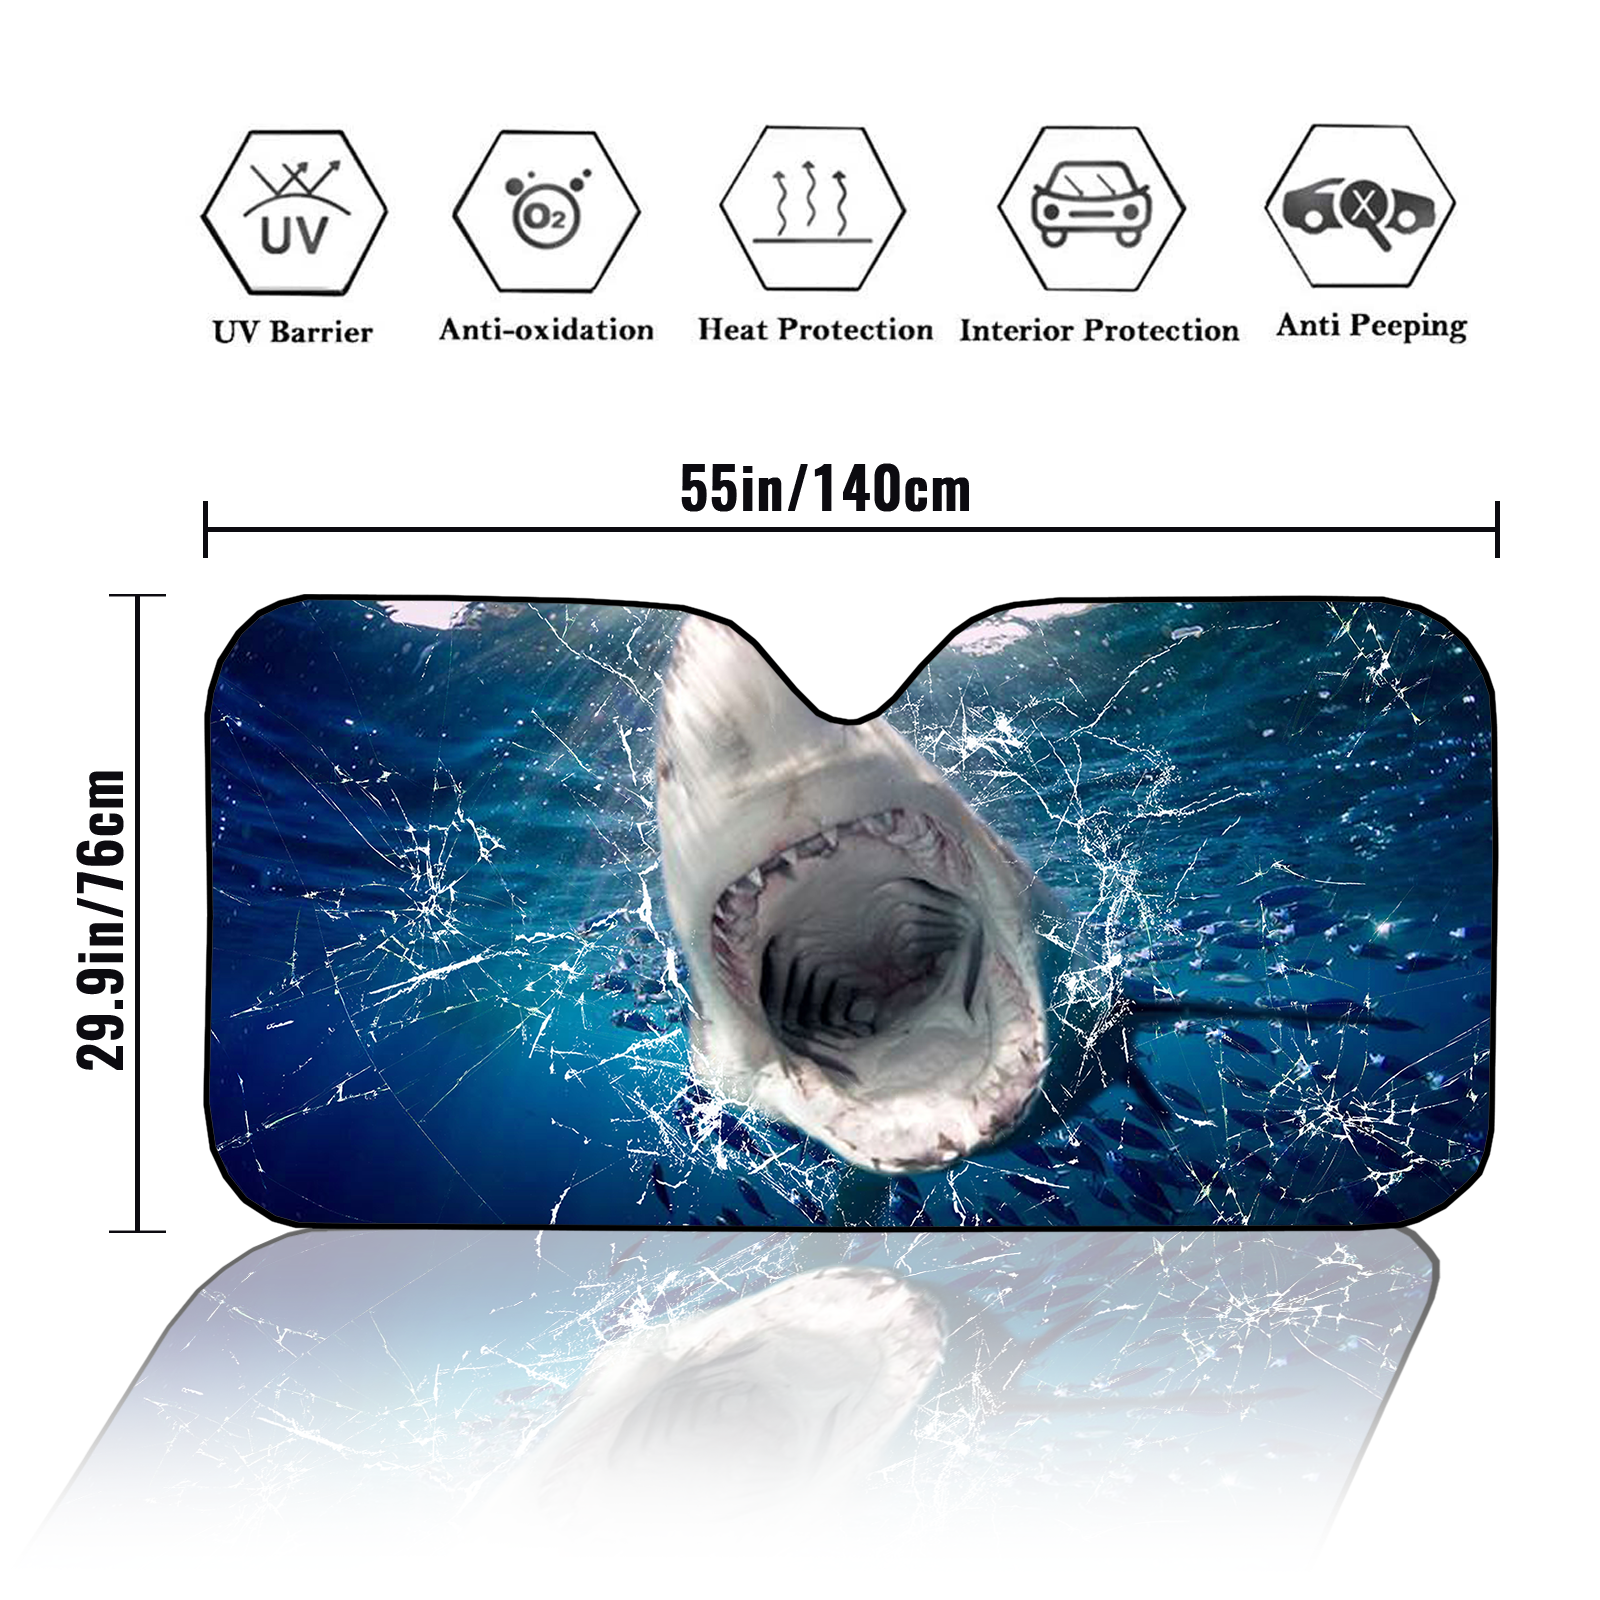 UV
O2
X
UV Barrier
Anti-oxidation
Heat Protection
Interior Protection
Anti Peeping
55in/140cm
29.9in/76cm